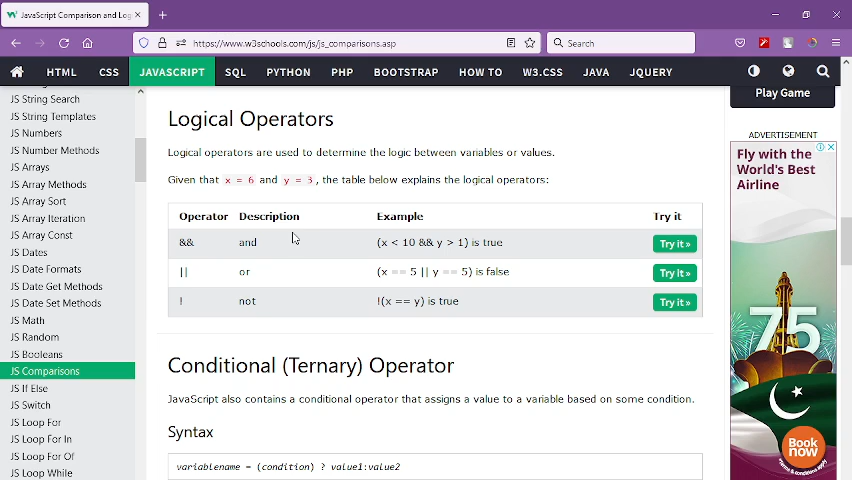 JavaScript Comparison and Log
https://www.w3schools.com/js/js_comparisons.asp
Search
HTML CSS JAVASCRIPT SQL PYTHON PHP BOOTSTRAP HOW TO W3.CSS JAVA JQUERY
JS String Search
JS String Templates
JS Numbers
JS Number Methods
JS Arrays
JS Array Methods
JS Array Sort
JS Array Iteration
JS Array Const
JS Dates
JS Date Formats
JS Date Get Methods
JS Date Set Methods
JS Math
JS Random
JS Booleans
JS Comparisons
JS If Else
JS Switch
JS Loop For
JS Loop For In
JS Loop For Of
JS Loop While
Logical Operators
Logical operators are used to determine the logic between variables or values.
Given that x = 6 and y = 3, the table below explains the logical operators:
Operator Description Example Try it
&& and (x < 10 && y > 1) is true Try it »
|| or (x == 5 || y == 5) is false Try it »
! not !(x == y) is true Try it »
Conditional (Ternary) Operator
JavaScript also contains a conditional operator that assigns a value to a variable based on some condition.
Syntax
variablename = (condition) ? value1:value2
Play Game
ADVERTISEMENT
Fly with the
World's Best
Airline
75
Book
now